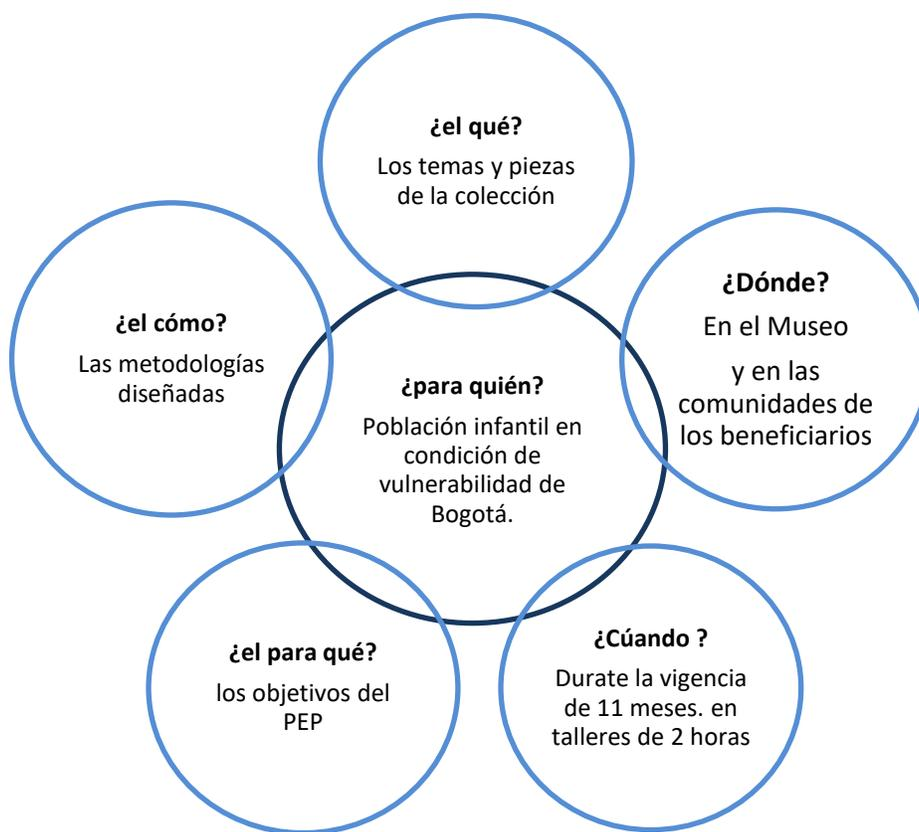 ¿el qué?
Los temas y piezas
de la colección
¿Dónde?
En el Museo
y en las
comunidades de
los beneficiarios
¿el cómo?
Las metodologías
diseñadas
¿para quién?
Población infantil en
condición de
vulnerabilidad de
Bogotá.
¿el para qué?
los objetivos del
PEP
¿Cúando ?
Durate la vigencia
de 11 meses. en
talleres de 2 horas